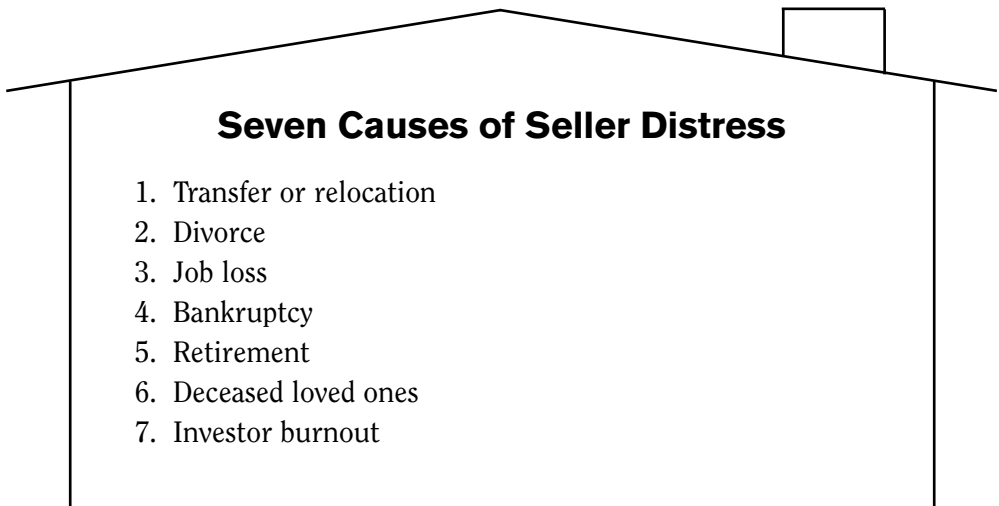 Seven Causes of Seller Distress
1. Transfer or relocation
2. Divorce
3. Job loss
4. Bankruptcy
5. Retirement
6. Deceased loved ones
7. Investor burnout